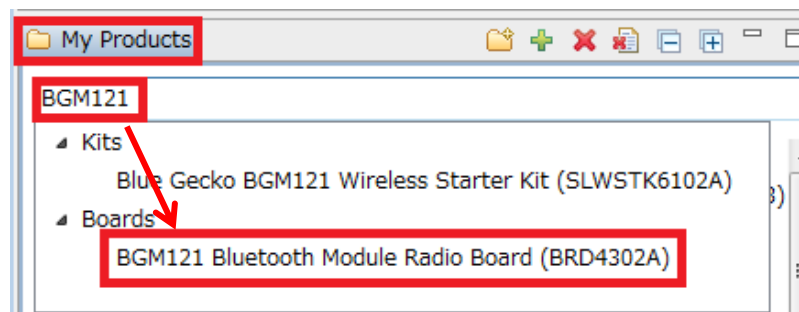 My Products
BGM121
Kits
Blue Gecko BGM121 Wireless Starter Kit (SLWSTK6102A)
Boards
BGM121 Bluetooth Module Radio Board (BRD4302A)